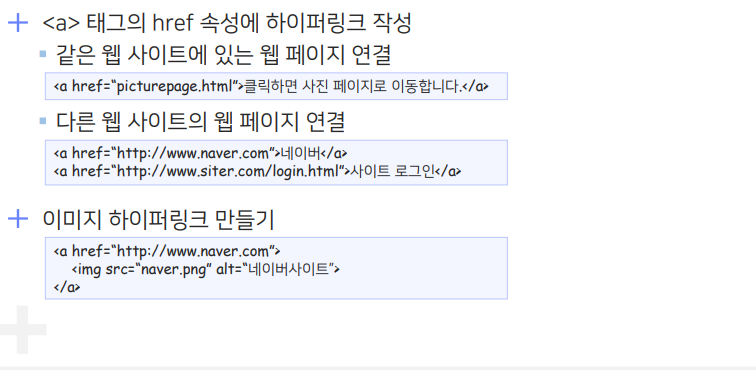 <a> 태그의 href 속성에 하이퍼링크 작성
같은 웹 사이트에 있는 웹 페이지 연결
<a href=“picturepage.html”>클릭하면 사진 페이지로 이동합니다.</a>
다른 웹 사이트의 웹 페이지 연결
<a href=“http://www.naver.com”>네이버</a>
<a href=“http://www.siter.com/login.html”>사이트 로그인</a>
이미지 하이퍼링크 만들기
<a href=“http://www.naver.com”>
<img src=“naver.png” alt=“네이버사이트”>
</a>